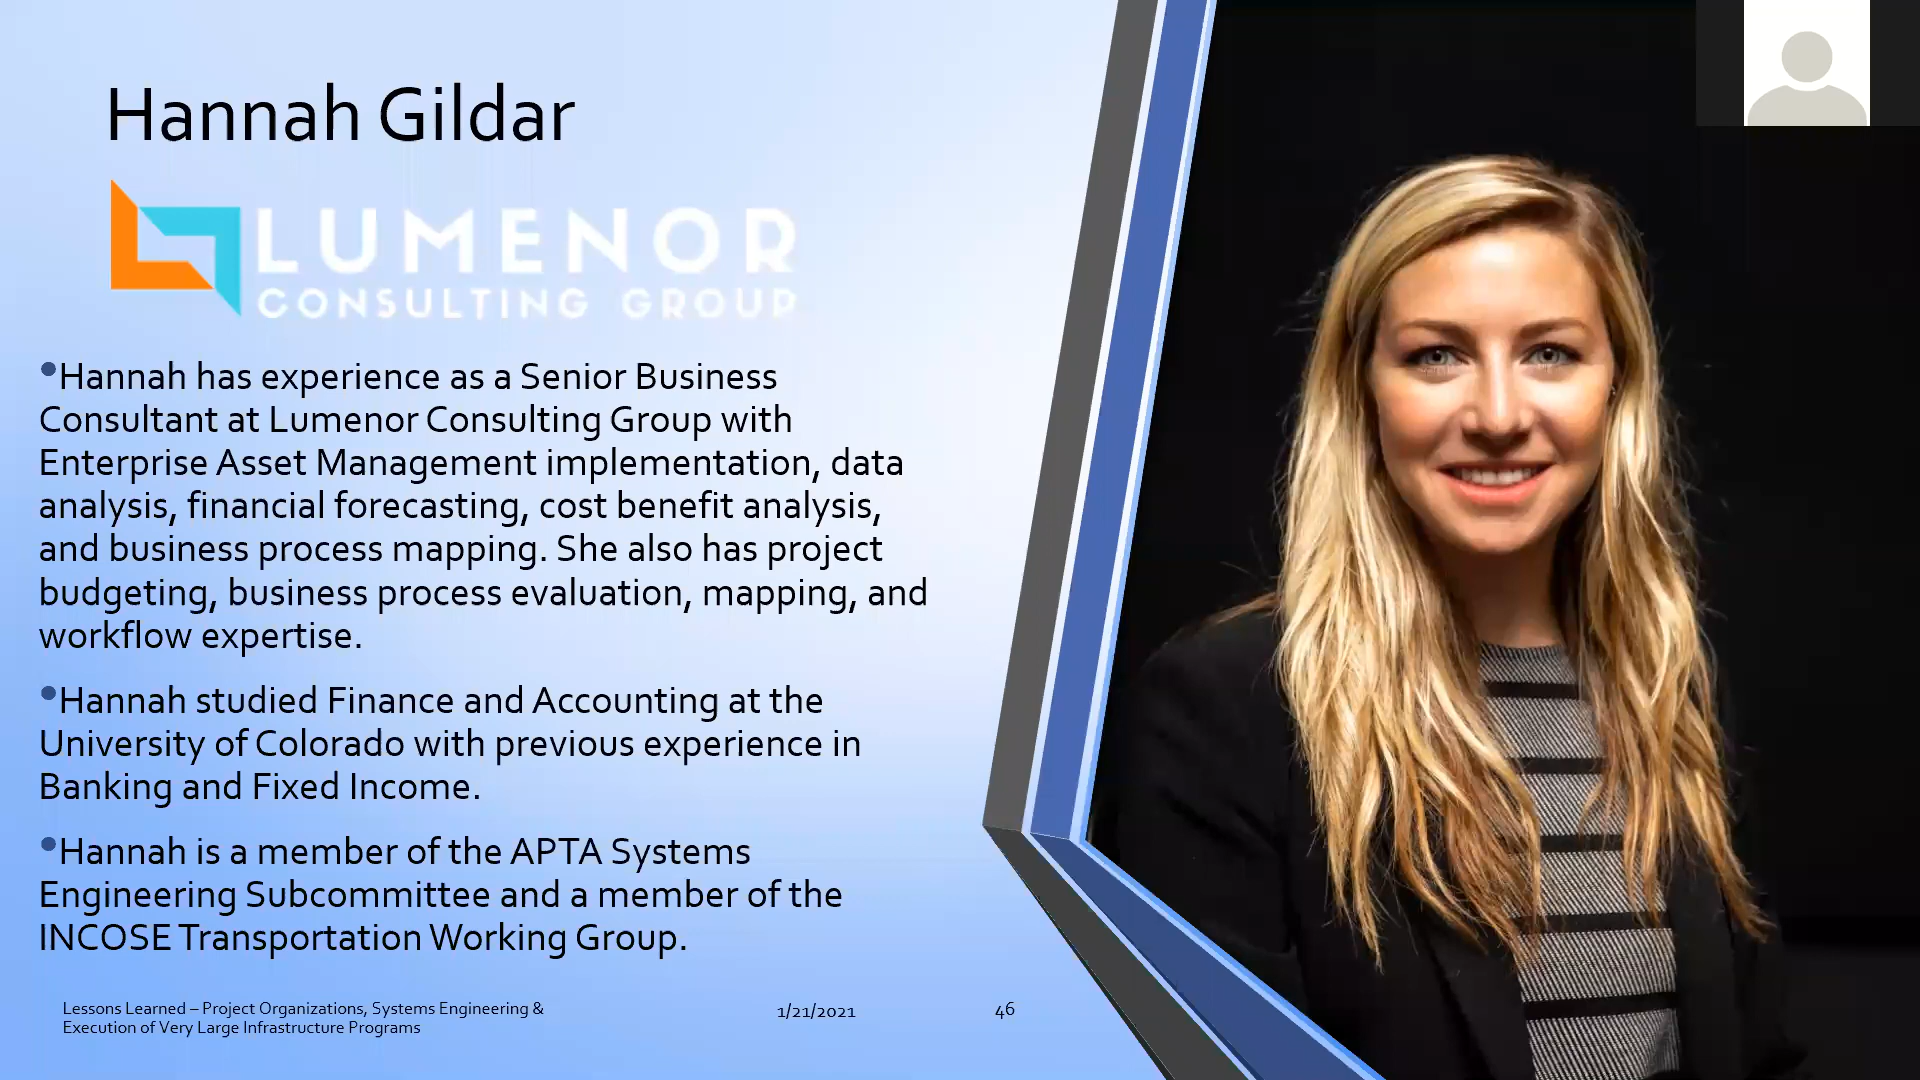 Hannah Gildar
LUMENOR
CONSULTING GROUP
•Hannah has experience as a Senior Business
Consultant at Lumenor Consulting Group with
Enterprise Asset Management implementation, data
analysis, financial forecasting, cost benefit analysis,
and business process mapping. She also has project
budgeting, business process evaluation, mapping, and
workflow expertise.
•Hannah studied Finance and Accounting at the
University of Colorado with previous experience in
Banking and Fixed Income.
•Hannah is a member of the APTA Systems
Engineering Subcommittee and a member of the
INCOSE Transportation Working Group.
Lessons Learned – Project Organizations, Systems Engineering &
Execution of Very Large Infrastructure Programs
1/21/2021
46